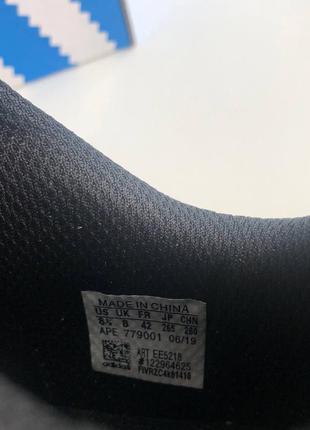 MADE IN CHINA
US UK FR JP CHN
8½ 8 42 265 260
APE 779001 06/19
ART EE5218
#122964625
adidas